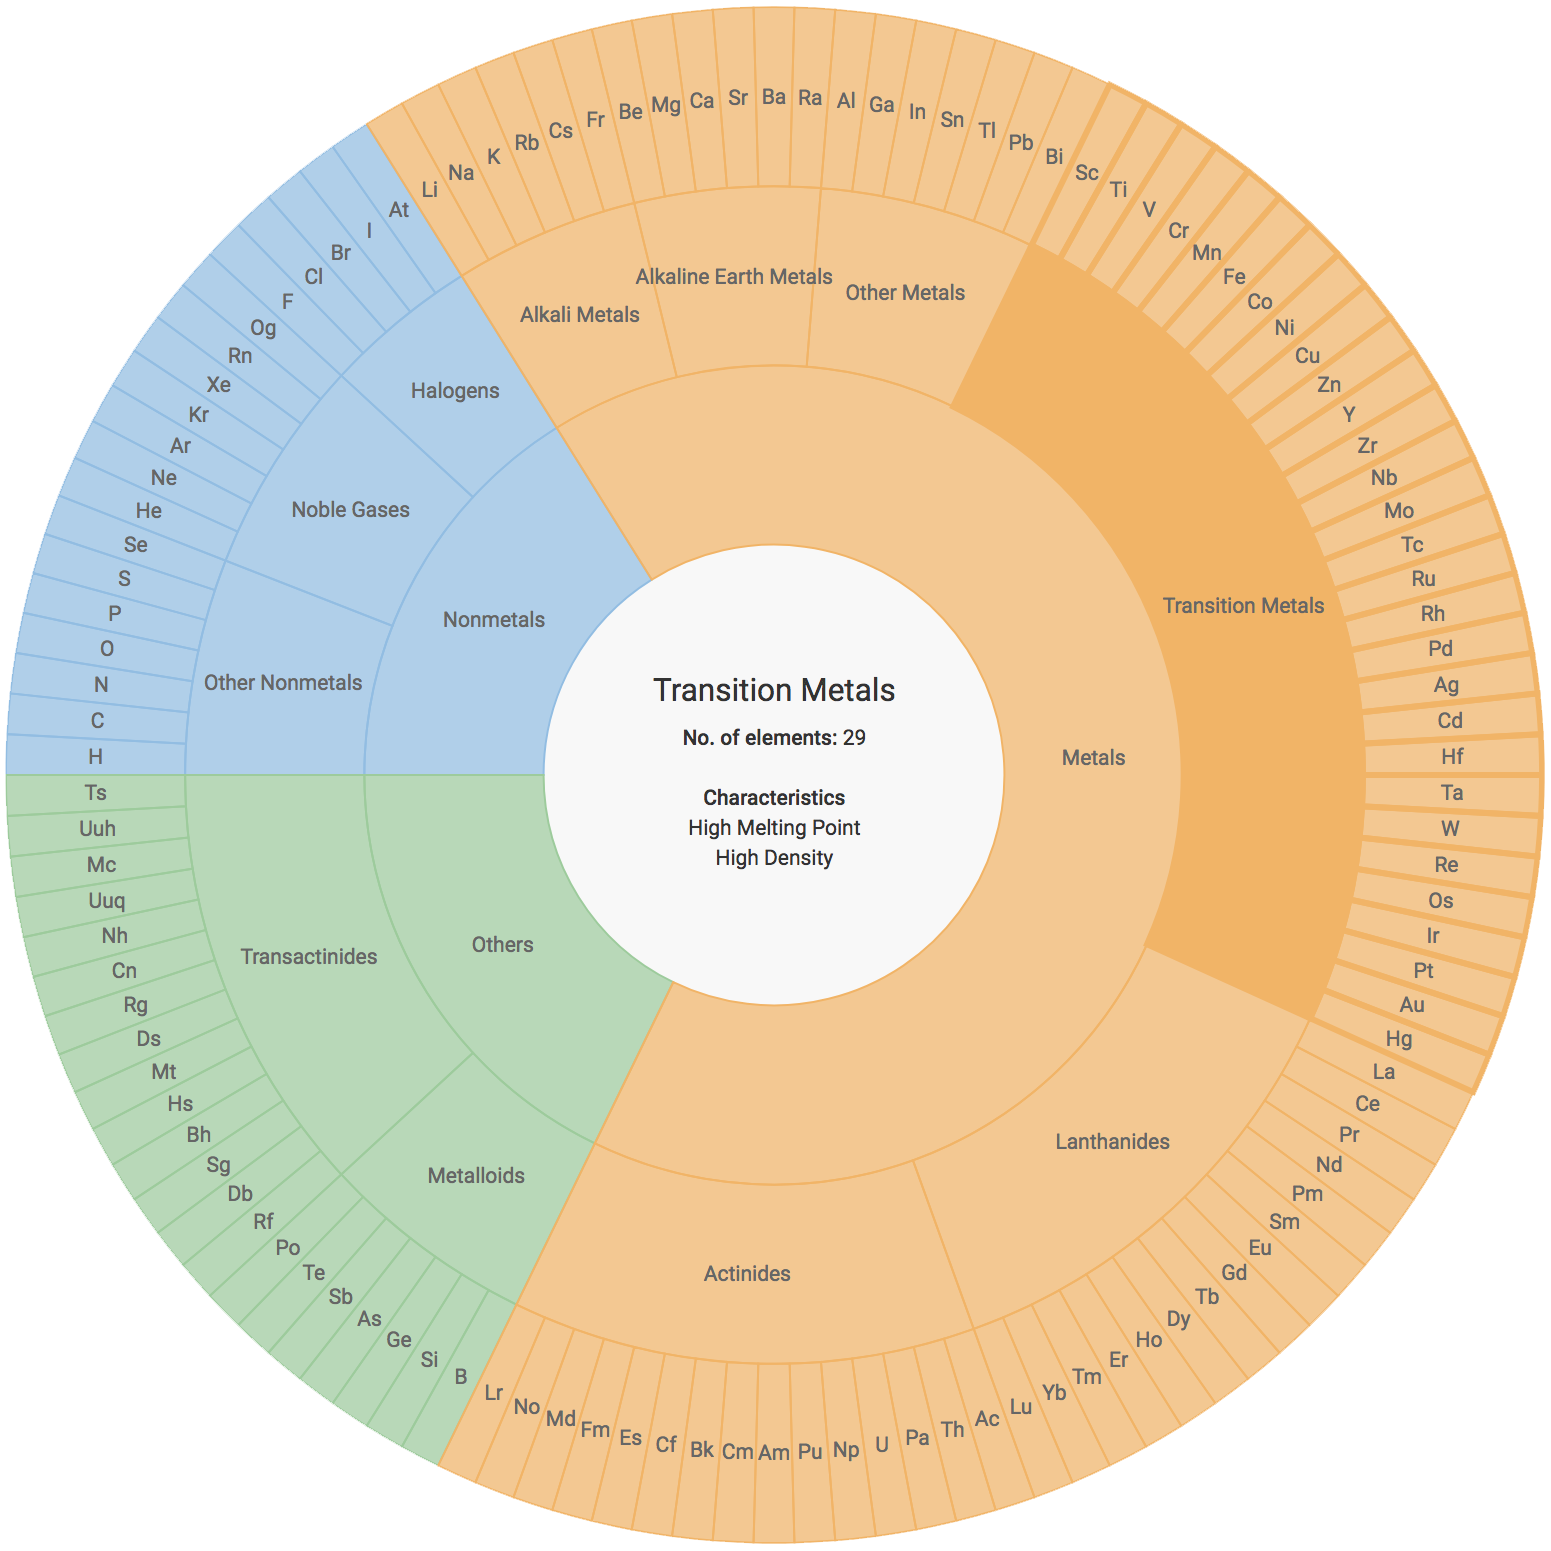 Transition Metals
No. of elements: 29
Characteristics
High Melting Point
High Density
Metals
Others
Nonmetals
Alkali Metals
Alkaline Earth Metals
Other Metals
Transition Metals
Lanthanides
Actinides
Metalloids
Transactinides
Other Nonmetals
Noble Gases
Halogens
Li
Na
K
Rb
Cs
Fr
Be
Mg
Ca
Sr
Ba
Ra
Al
Ga
In
Sn
Tl
Pb
Bi
Sc
Ti
V
Cr
Mn
Fe
Co
Ni
Cu
Zn
Y
Zr
Nb
Mo
Tc
Ru
Rh
Pd
Ag
Cd
Hf
Ta
W
Re
Os
Ir
Pt
Au
Hg
La
Ce
Pr
Nd
Pm
Sm
Eu
Gd
Tb
Dy
Ho
Er
Tm
Yb
Lu
Ac
Th
Pa
U
Np
Pu
Am
Cm
Bk
Cf
Es
Fm
Md
No
Lr
B
Si
Ge
As
Sb
Te
Po
Rf
Db
Sg
Bh
Hs
Mt
Ds
Rg
Cn
Nh
Uuq
Mc
Uuh
Ts
H
C
N
O
P
S
Se
He
Ne
Ar
Kr
Xe
Rn
Og
F
Cl
Br
I
At